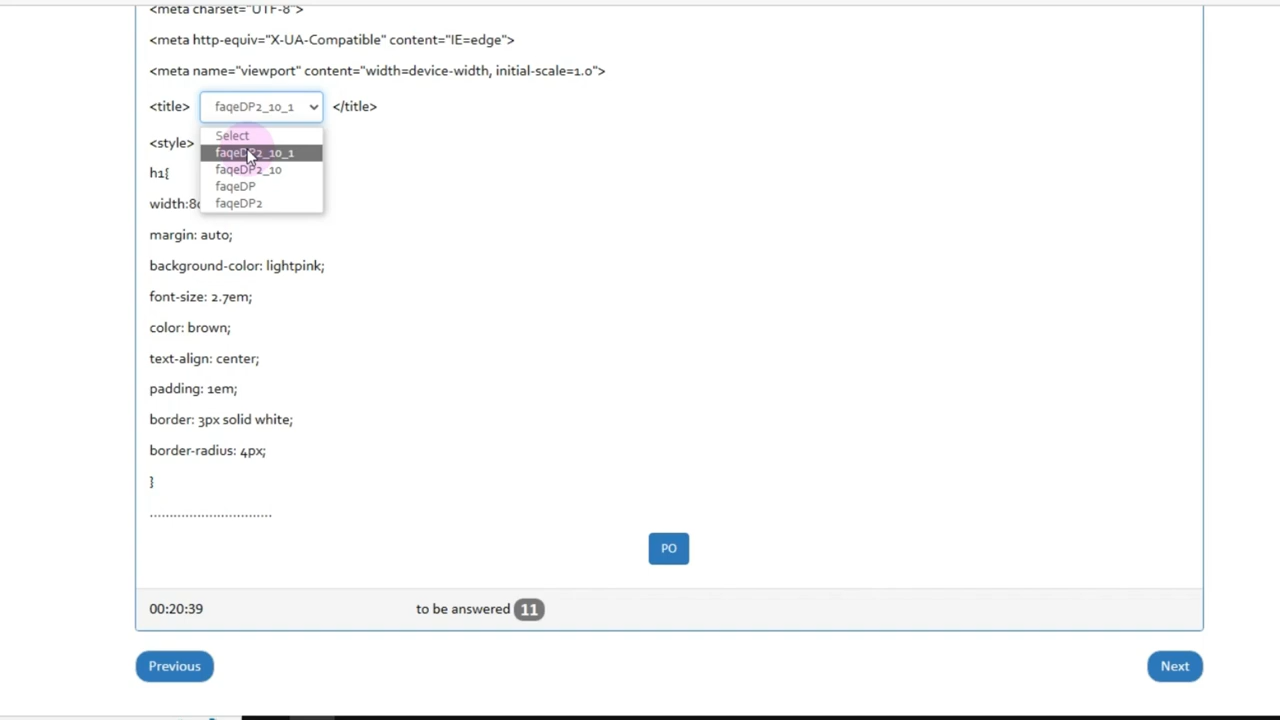 <meta charset="UTF-8">
<meta http-equiv="X-UA-Compatible" content="IE=edge">
<meta name="viewport" content="width=device-width, initial-scale=1.0">
<title> faqeDP2_10_1 </title>
Select
<style>
faqeDP2_10_1
h1{
faqeDP2_10
faqeDP
width:8
faqeDP2
margin: auto;
background-color: lightpink;
font-size: 2.7em;
color: brown;
text-align: center;
padding: 1em;
border: 3px solid white;
border-radius: 4px;
}
...............................
PO
00:20:39 to be answered 11
Previous Next